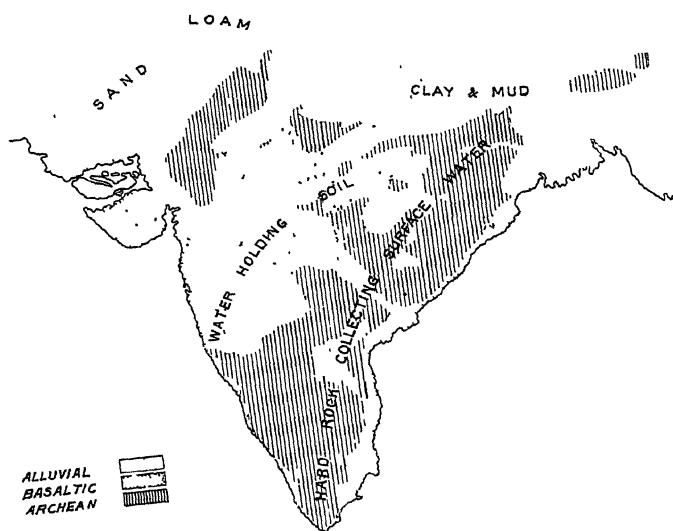 LOAM
SAND
CLAY & MUD
WATER HOLDING SOIL
HARD ROCK COLLECTING SURFACE WATER
ALLUVIAL
BASALTIC
ARCHEAN